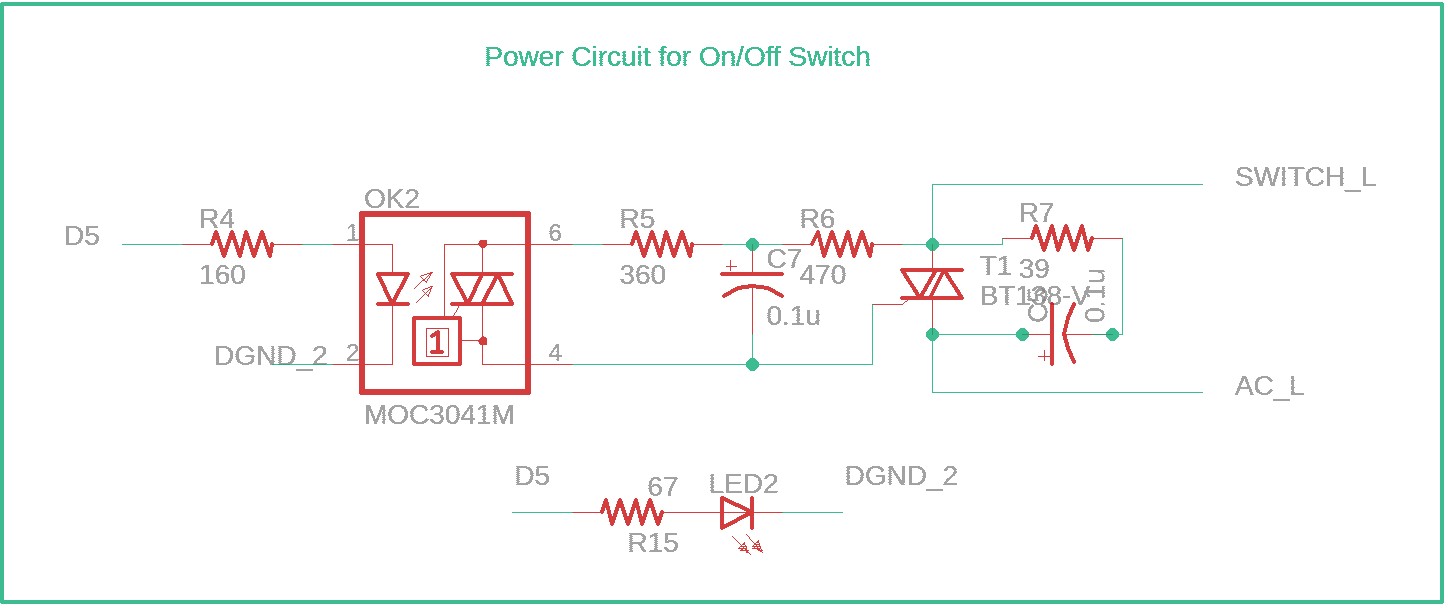 Power Circuit for On/Off Switch
SWITCH_L
OK2
R4
R5
R6
R7
D5
1
6
C7
T1
39
160
360
470
BT138-V
0.1u
0.1u
1
DGND_2
2
4
AC_L
MOC3041M
D5
67
LED2
DGND_2
R15